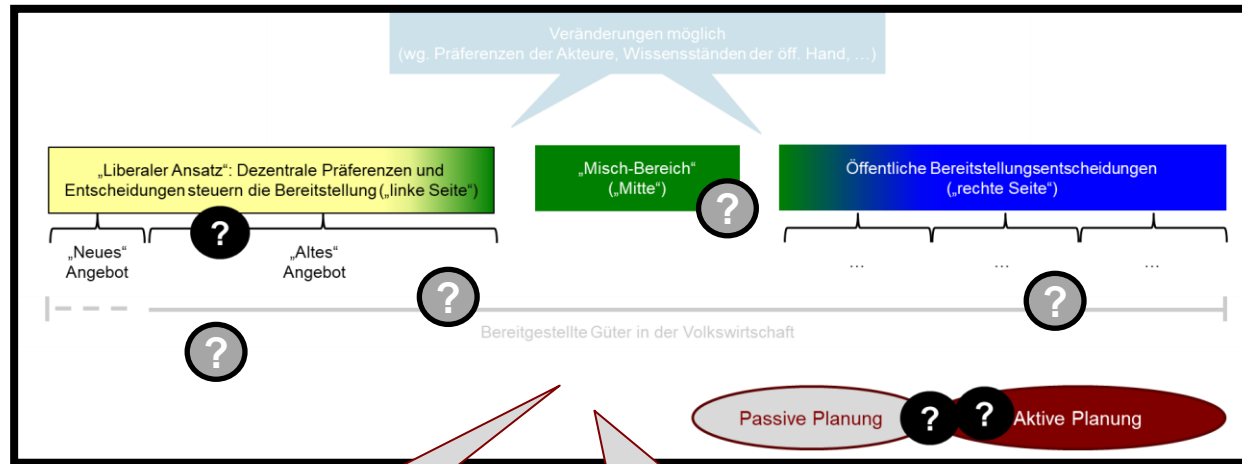 Veränderungen möglich
(wg. Präferenzen der Akteure, Wissensständen der öff. Hand, …)
„Liberaler Ansatz“: Dezentrale Präferenzen und
Entscheidungen steuern die Bereitstellung („linke Seite“)
„Misch-Bereich“
(„Mitte“)
Öffentliche Bereitstellungsentscheidungen
(„rechte Seite“)
?
?
„Neues“
Angebot
„Altes“
Angebot
…
…
…
?
?
Bereitgestellte Güter in der Volkswirtschaft
?
Passive Planung
?
?
Aktive Planung